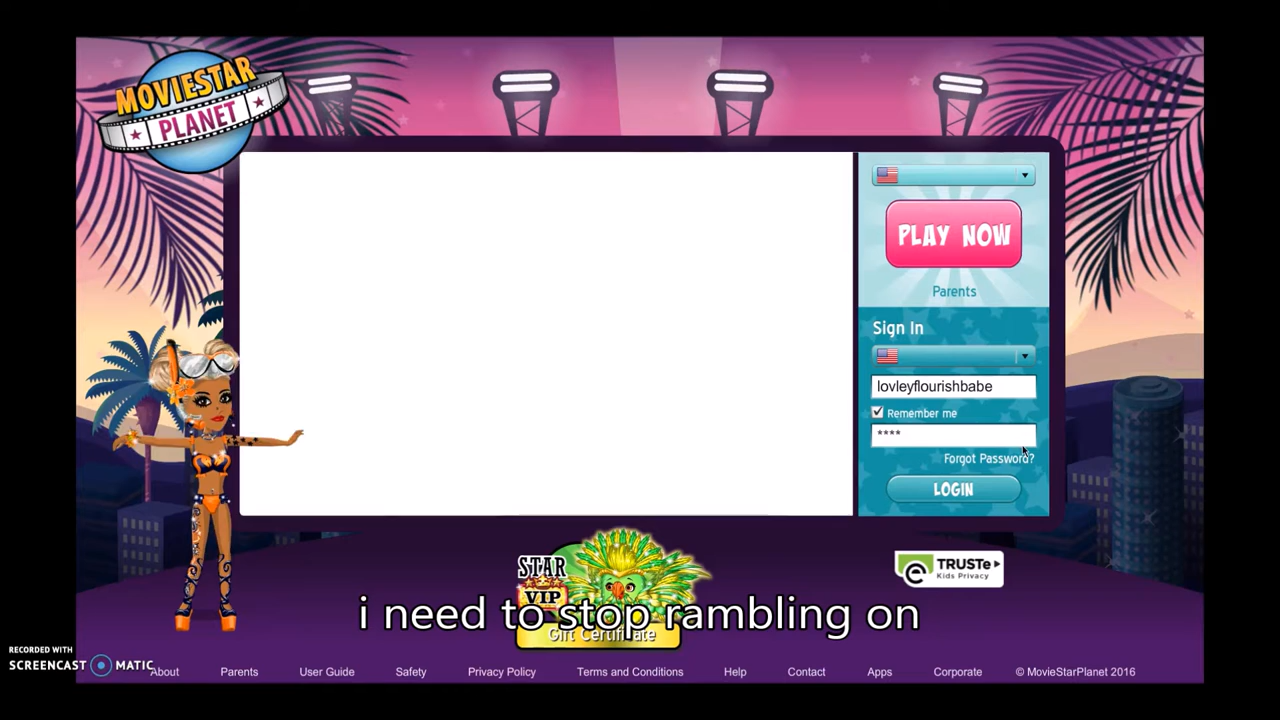 MOVIESTAR
PLANET
PLAY NOW
Parents
Sign In
lovleyflourishbabe
Remember me
****
Forgot Password?
LOGIN
STAR
VIP
Gift Certificate
TRUSTe
Kids Privacy
i need to stop rambling on
RECORDED WITH
SCREENCAST MATIC
About Parents User Guide Safety Privacy Policy Terms and Conditions Help Contact Apps Corporate © MovieStarPlanet 2016